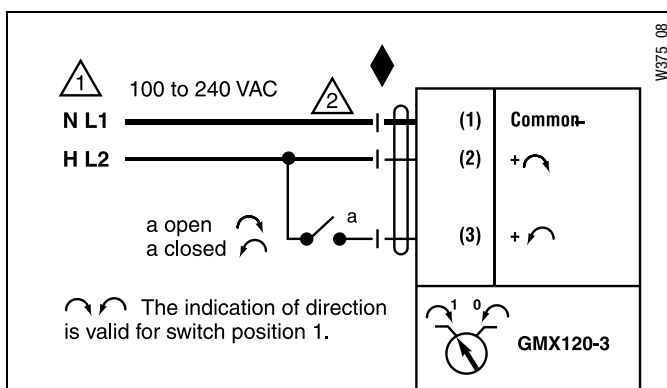 W375_08
1 100 to 240 VAC 2
N L1 (1) Common-
H L2 (2) +
a open a
a closed (3) +
The indication of direction
is valid for switch position 1.
1 0
GMX120-3